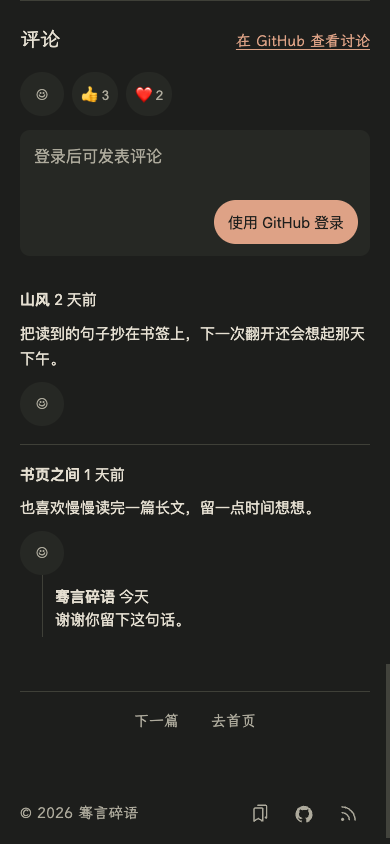 评论
在 GitHub 查看讨论
👍 3
❤️ 2
登录后可发表评论
使用 GitHub 登录
山风 2 天前
把读到的句子抄在书签上，下一次翻开还会想起那天
下午。
书页之间 1 天前
也喜欢慢慢读完一篇长文，留一点时间想想。
骞言碎语 今天
谢谢你留下这句话。
下一篇
去首页
© 2026 骞言碎语